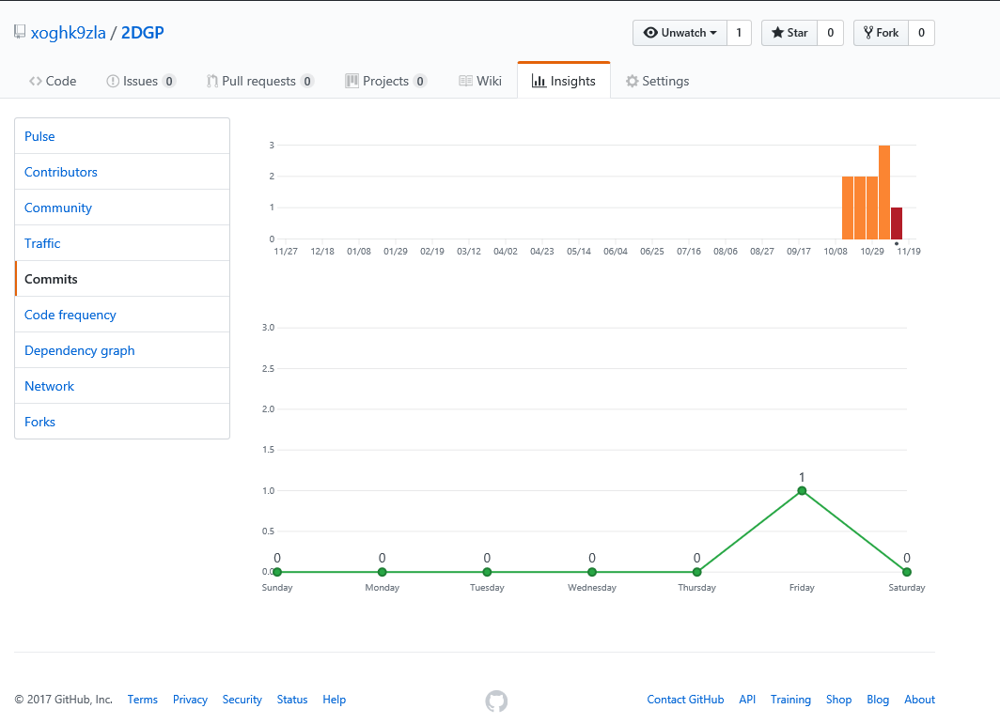 xoghk9zla / 2DGP
Unwatch 1 Star 0 Fork 0
Code Issues 0 Pull requests 0 Projects 0 Wiki Insights Settings
Pulse
Contributors
Community
Traffic
Commits
Code frequency
Dependency graph
Network
Forks
3
2
1
0
11/27 12/18 01/08 01/29 02/19 03/12 04/02 04/23 05/14 06/04 06/25 07/16 08/06 08/27 09/17 10/08 10/29 11/19
3.0
2.5
2.0
1.5
1.0
0.5
0.0
0 0 0 0 0 1 0
Sunday Monday Tuesday Wednesday Thursday Friday Saturday
© 2017 GitHub, Inc. Terms Privacy Security Status Help Contact GitHub API Training Shop Blog About